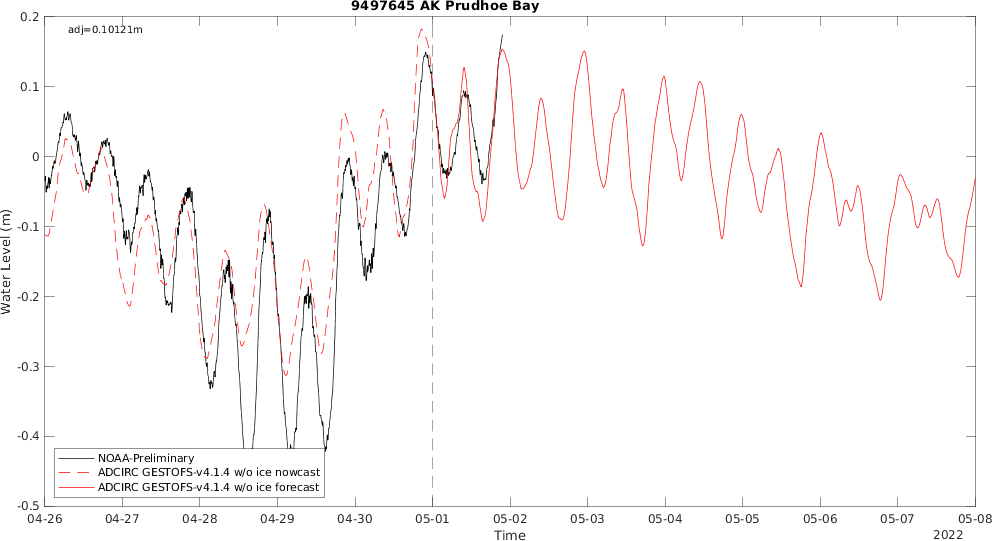 9497645 AK Prudhoe Bay
adj=0.10121m
0.2
0.1
0
-0.1
-0.2
-0.3
-0.4
-0.5
Water Level (m)
NOAA-Preliminary
ADCIRC GESTOFS-v4.1.4 w/o ice nowcast
ADCIRC GESTOFS-v4.1.4 w/o ice forecast
04-26 04-27 04-28 04-29 04-30 05-01 05-02 05-03 05-04 05-05 05-06 05-07 05-08
Time
2022